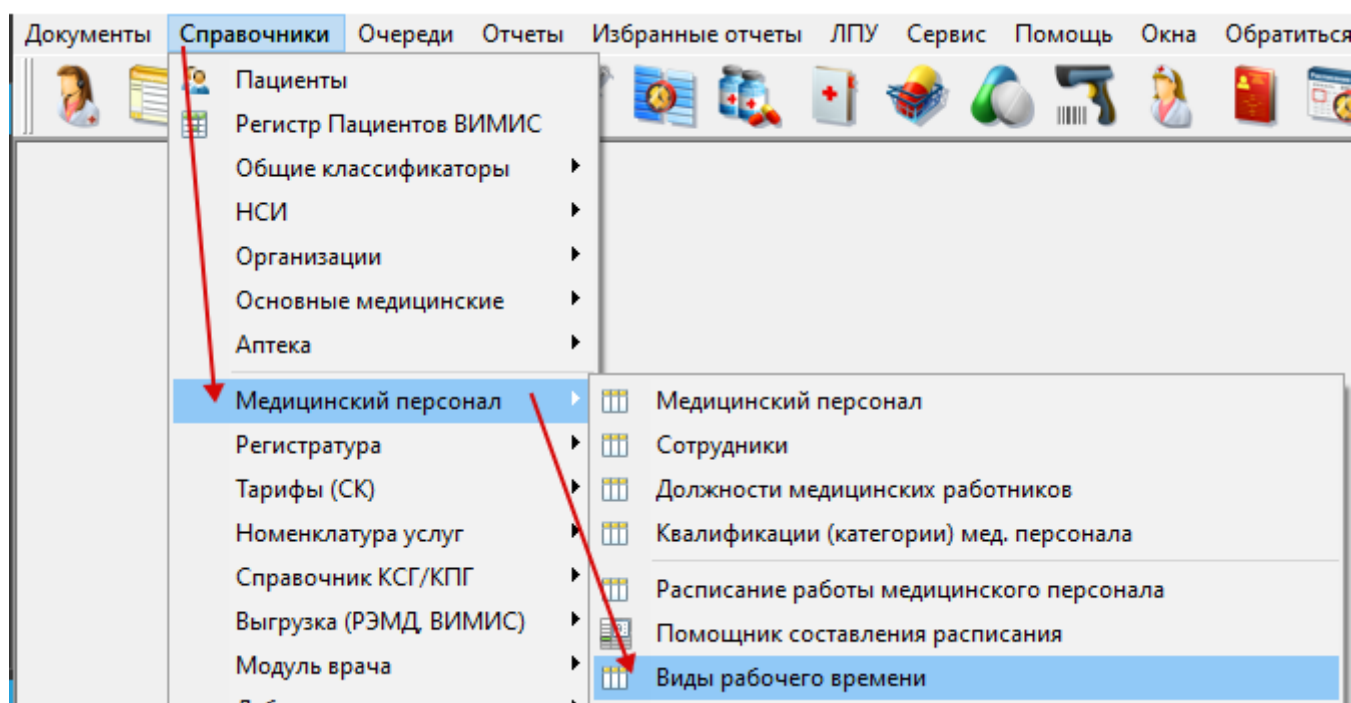 Документы Справочники Очереди Отчеты Избранные отчеты ЛПУ Сервис Помощь Окна Обратиться
Пациенты
Регистр Пациентов ВИМИС
Общие классификаторы
НСИ
Организации
Основные медицинские
Аптека
Медицинский персонал
Регистратура
Тарифы (СК)
Номенклатура услуг
Справочник КСГ/КПГ
Выгрузка (РЭМД, ВИМИС)
Модуль врача
Медицинский персонал
Сотрудники
Должности медицинских работников
Квалификации (категории) мед. персонала
Расписание работы медицинского персонала
Помощник составления расписания
Виды рабочего времени